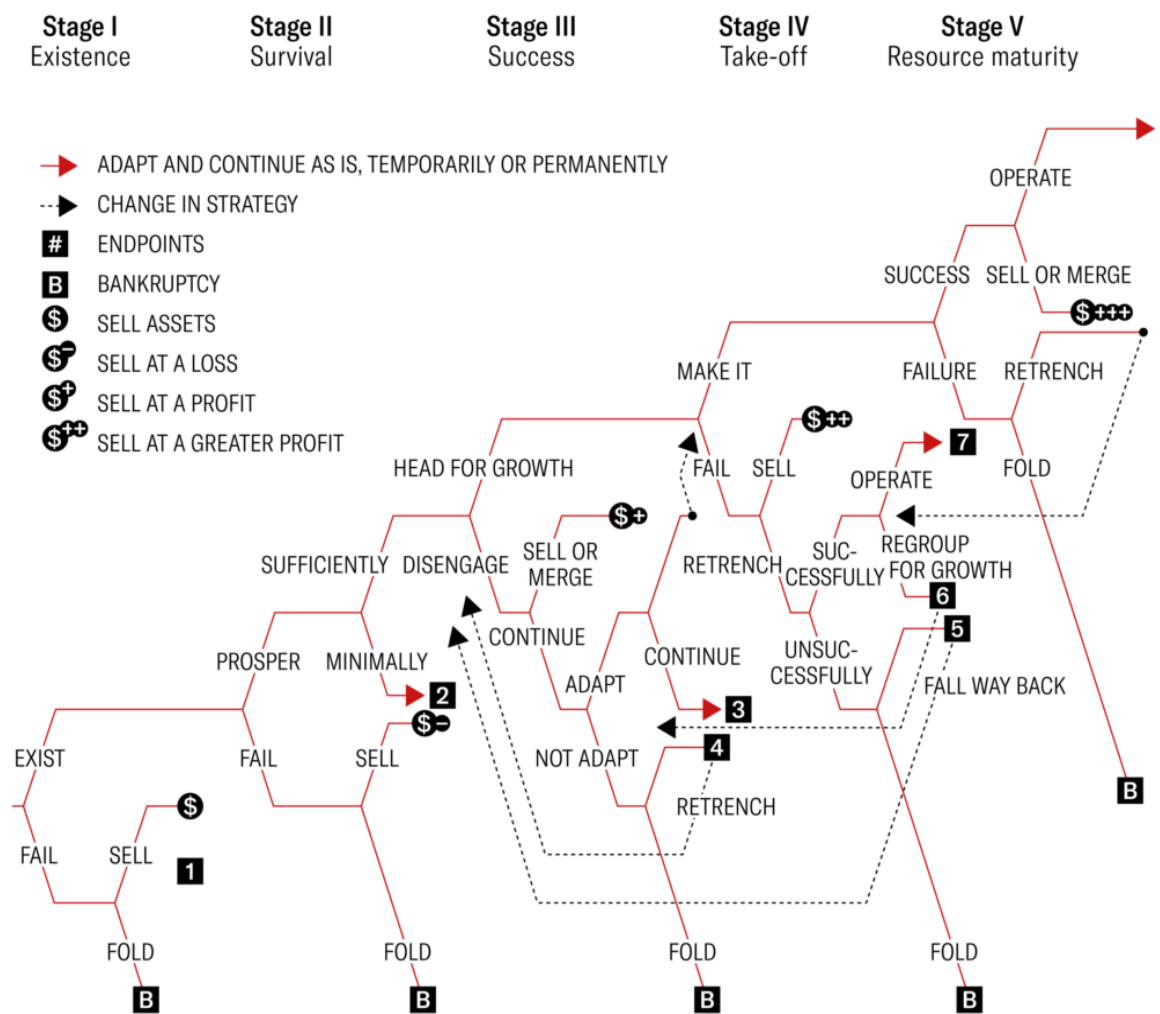 Stage I
Existence
Stage II
Survival
Stage III
Success
Stage IV
Take-off
Stage V
Resource maturity
ADAPT AND CONTINUE AS IS, TEMPORARILY OR PERMANENTLY
CHANGE IN STRATEGY
# ENDPOINTS
B BANKRUPTCY
$ SELL ASSETS
$− SELL AT A LOSS
$+ SELL AT A PROFIT
$++ SELL AT A GREATER PROFIT
OPERATE
SUCCESS
SELL OR MERGE
$+++
MAKE IT
FAILURE
RETRENCH
$++
HEAD FOR GROWTH
FAIL
SELL
OPERATE
7
FOLD
$+
SUFFICIENTLY
DISENGAGE
SELL OR
MERGE
RETRENCH
SUC-
CESSFULLY
REGROUP
FOR GROWTH
6
5
CONTINUE
PROSPER
MINIMALLY
2
ADAPT
CONTINUE
3
UNSUC-
CESSFULLY
FALL WAY BACK
$−
EXIST
FAIL
SELL
NOT ADAPT
4
RETRENCH
B
$
FAIL
SELL
1
FOLD
B
FOLD
B
FOLD
B
FOLD
B